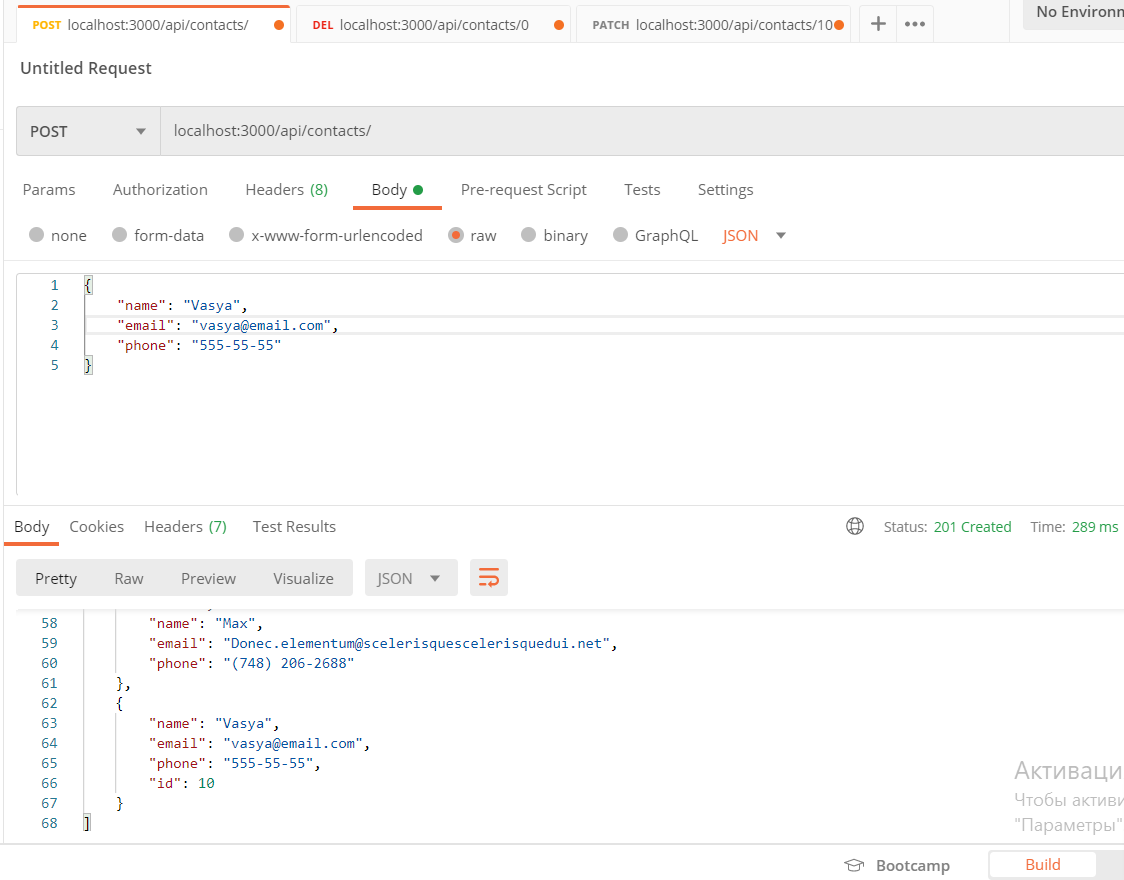 POST localhost:3000/api/contacts/ DEL localhost:3000/api/contacts/0 PATCH localhost:3000/api/contacts/10 + ••• No Environm
Untitled Request
POST localhost:3000/api/contacts/
Params Authorization Headers (8) Body Pre-request Script Tests Settings
none form-data x-www-form-urlencoded raw binary GraphQL JSON
1 {
2 "name": "Vasya",
3 "email": "vasya@email.com",
4 "phone": "555-55-55"
5 }
Body Cookies Headers (7) Test Results Status: 201 Created Time: 289 ms
Pretty Raw Preview Visualize JSON
58 "name": "Max",
59 "email": "Donec.elementum@scelerisquescelerisquedui.net",
60 "phone": "(748) 206-2688"
61 },
62 {
63 "name": "Vasya",
64 "email": "vasya@email.com",
65 "phone": "555-55-55",
66 "id": 10
67 }
68 ]
Активаци
Чтобы активи
"Параметры"
Bootcamp Build